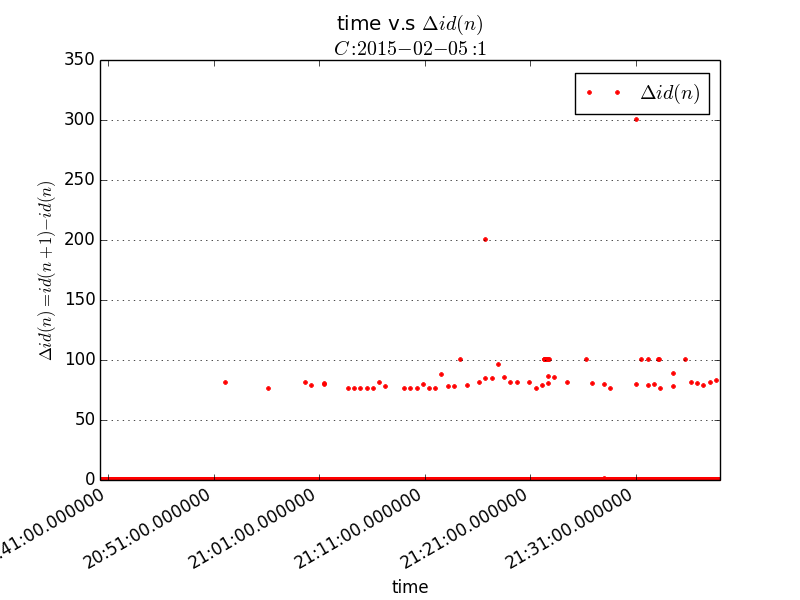 time v.s Δid(n)
C:2015−02−05:1
Δid(n)
350
300
250
200
150
100
50
0
Δid(n)=id(n+1)−id(n)
:41:00.000000
20:51:00.000000
21:01:00.000000
21:11:00.000000
21:21:00.000000
21:31:00.000000
time